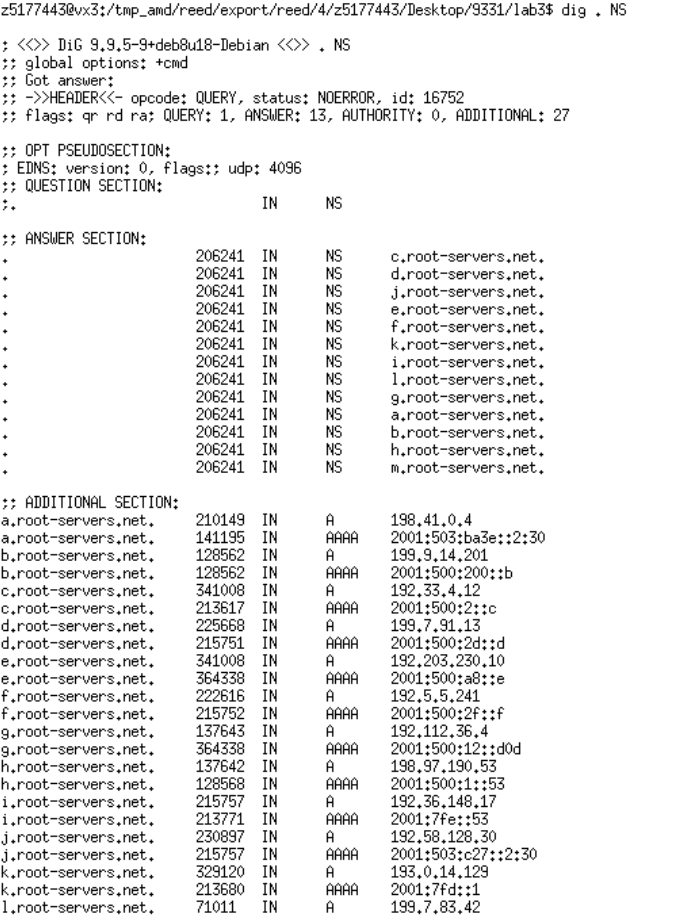 z5177443@vx3:/tmp_amd/reed/export/reed/4/z5177443/Desktop/9331/lab3$ dig . NS
; <<>> DiG 9.9.5-9+deb8u18-Debian <<>> . NS
;; global options: +cmd
;; Got answer:
;; ->>HEADER<<- opcode: QUERY, status: NOERROR, id: 16752
;; flags: qr rd ra; QUERY: 1, ANSWER: 13, AUTHORITY: 0, ADDITIONAL: 27
;; OPT PSEUDOSECTION:
; EDNS: version: 0, flags:; udp: 4096
;; QUESTION SECTION:
;. IN NS
;; ANSWER SECTION:
. 206241 IN NS c.root-servers.net.
. 206241 IN NS d.root-servers.net.
. 206241 IN NS j.root-servers.net.
. 206241 IN NS e.root-servers.net.
. 206241 IN NS f.root-servers.net.
. 206241 IN NS k.root-servers.net.
. 206241 IN NS i.root-servers.net.
. 206241 IN NS l.root-servers.net.
. 206241 IN NS g.root-servers.net.
. 206241 IN NS a.root-servers.net.
. 206241 IN NS b.root-servers.net.
. 206241 IN NS h.root-servers.net.
. 206241 IN NS m.root-servers.net.
;; ADDITIONAL SECTION:
a.root-servers.net. 210149 IN A 198.41.0.4
a.root-servers.net. 141195 IN AAAA 2001:503:ba3e::2:30
b.root-servers.net. 128562 IN A 199.9.14.201
b.root-servers.net. 128562 IN AAAA 2001:500:200::b
c.root-servers.net. 341008 IN A 192.33.4.12
c.root-servers.net. 213617 IN AAAA 2001:500:2::c
d.root-servers.net. 225668 IN A 199.7.91.13
d.root-servers.net. 215751 IN AAAA 2001:500:2d::d
e.root-servers.net. 341008 IN A 192.203.230.10
e.root-servers.net. 364338 IN AAAA 2001:500:a8::e
f.root-servers.net. 222616 IN A 192.5.5.241
f.root-servers.net. 215752 IN AAAA 2001:500:2f::f
g.root-servers.net. 137643 IN A 192.112.36.4
g.root-servers.net. 364338 IN AAAA 2001:500:12::d0d
h.root-servers.net. 137642 IN A 198.97.190.53
h.root-servers.net. 128568 IN AAAA 2001:500:1::53
i.root-servers.net. 215757 IN A 192.36.148.17
i.root-servers.net. 213771 IN AAAA 2001:7fe::53
j.root-servers.net. 230897 IN A 192.58.128.30
j.root-servers.net. 215757 IN AAAA 2001:503:c27::2:30
k.root-servers.net. 329120 IN A 193.0.14.129
k.root-servers.net. 213680 IN AAAA 2001:7fd::1
l.root-servers.net. 71011 IN A 199.7.83.42